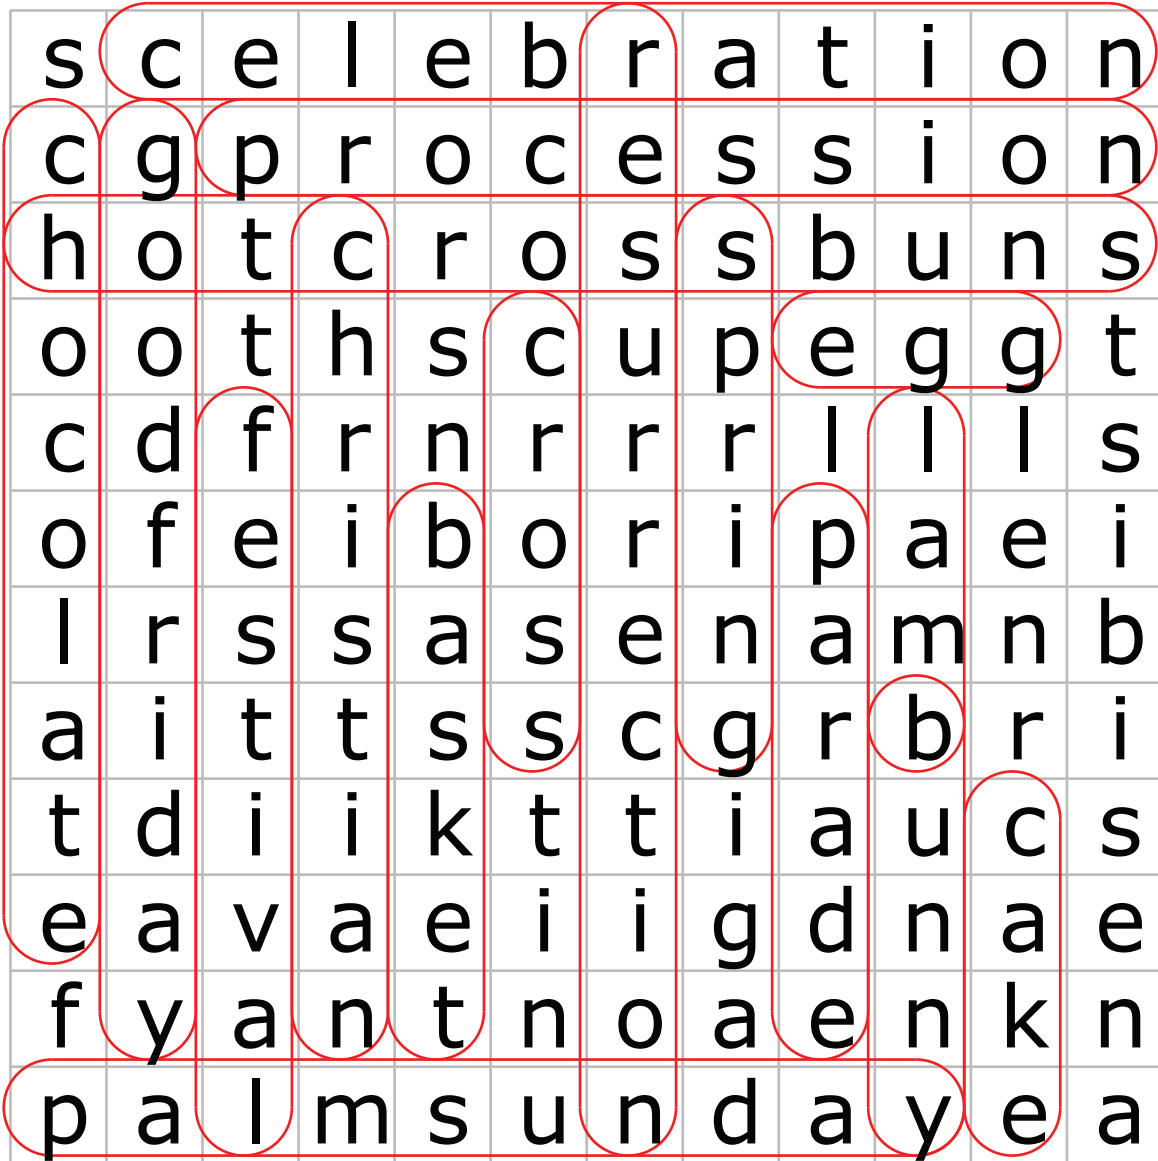 s c e l e b r a t i o n
c g p r o c e s s i o n
h o t c r o s s b u n s
o o t h s c u p e g g t
c d f r n r r r l l l s
o f e i b o r i p a e i
l r s s a s e n a m n b
a i t t s s c g r b r i
t d i i k t t i a u c s
e a v a e i i g d n a e
f y a n t n o a e n k n
p a l m s u n d a y e a